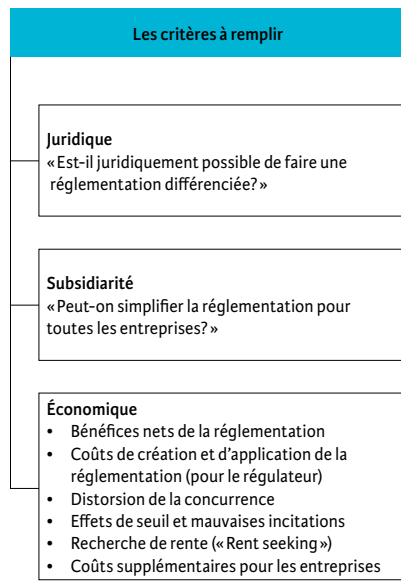 Les critères à remplir
Juridique
«Est-il juridiquement possible de faire une
réglementation différenciée?»
Subsidiarité
«Peut-on simplifier la réglementation pour
toutes les entreprises?»
Économique
• Bénéfices nets de la réglementation
• Coûts de création et d'application de la
réglementation (pour le régulateur)
• Distorsion de la concurrence
• Effets de seuil et mauvaises incitations
• Recherche de rente («Rent seeking»)
• Coûts supplémentaires pour les entreprises